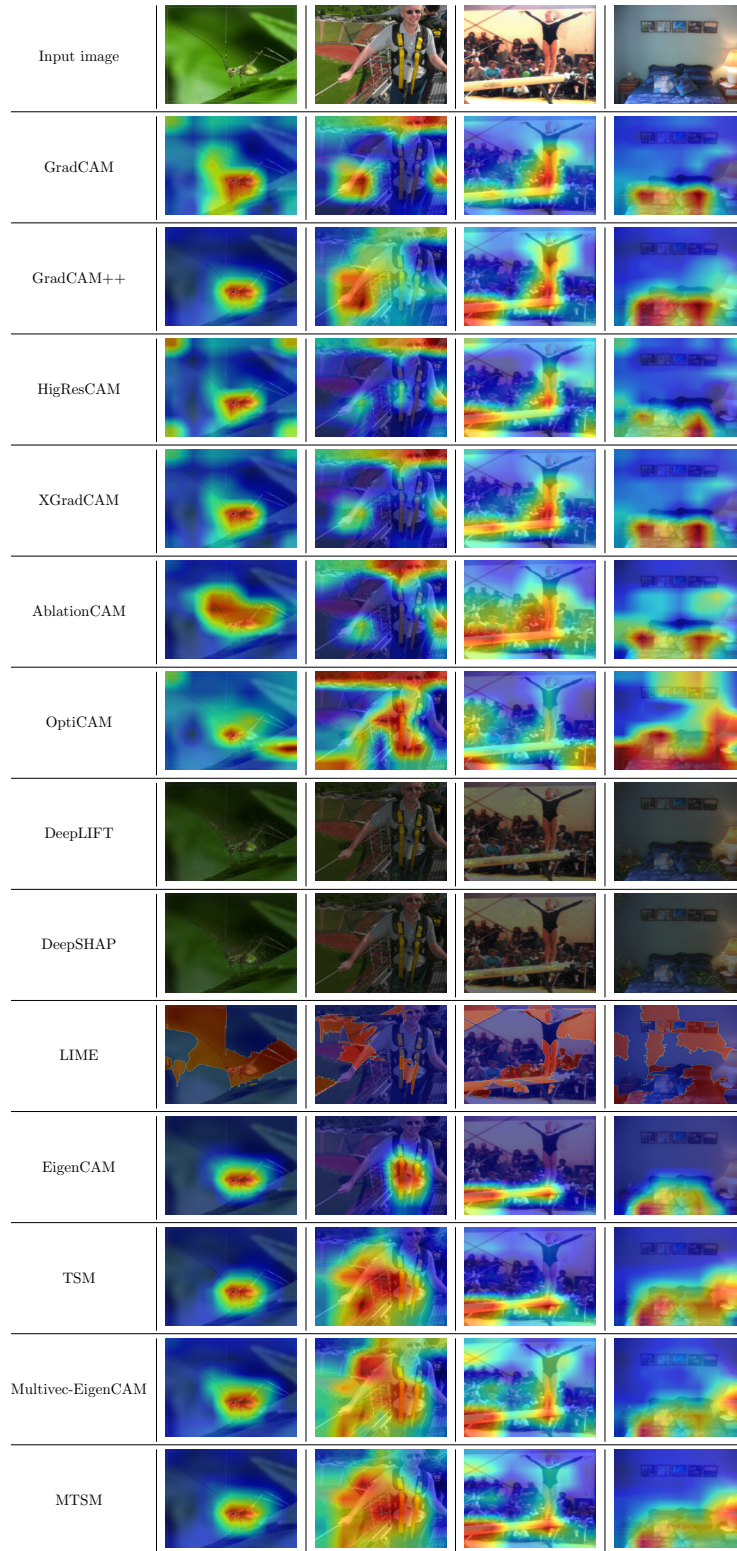 Input image
GradCAM
GradCAM++
HigResCAM
XGradCAM
AblationCAM
OptiCAM
DeepLIFT
DeepSHAP
LIME
EigenCAM
TSM
Multivec-EigenCAM
MTSM